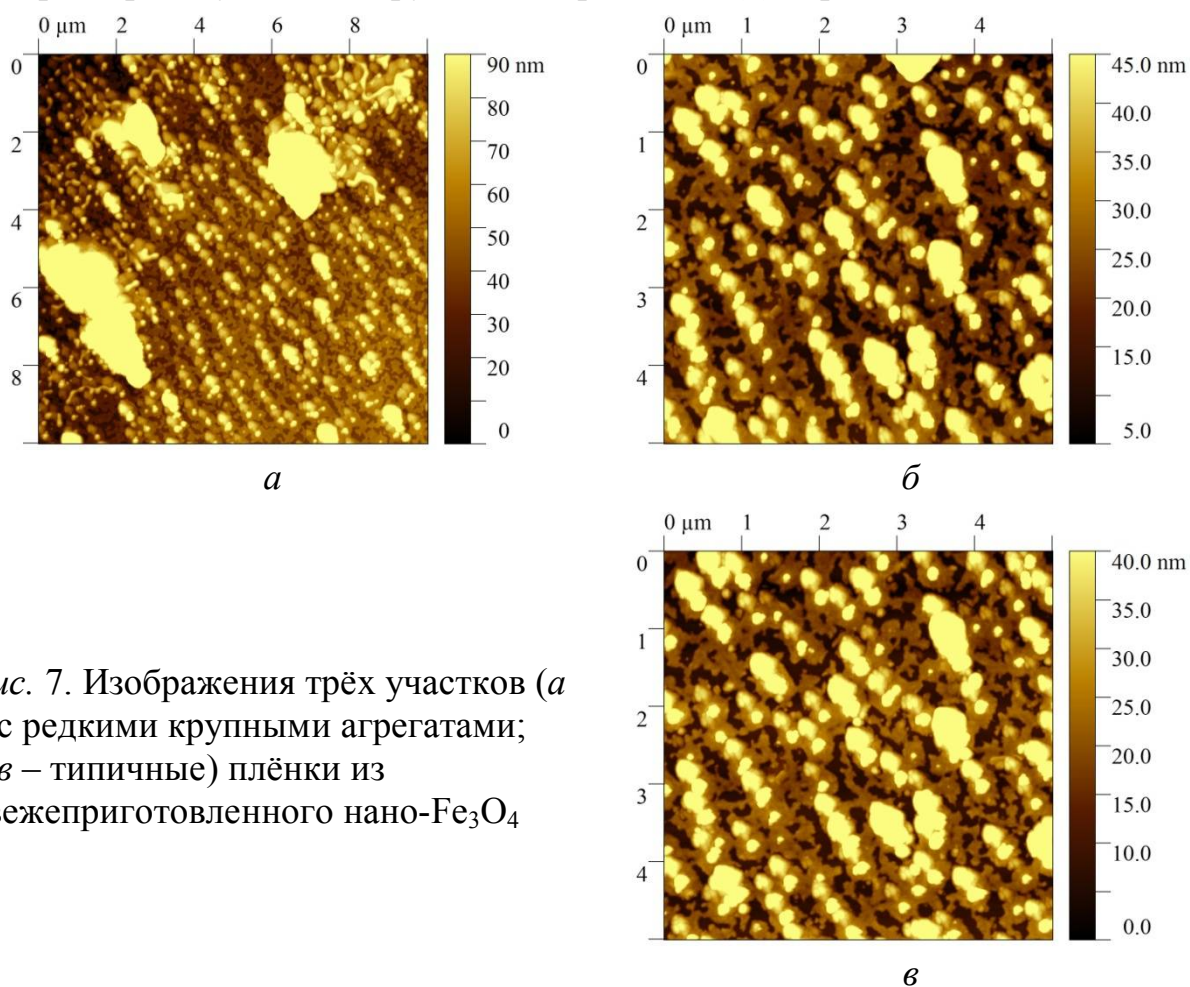 0 µm 2 4 6 8
0
2
4
6
8
90 nm
80
70
60
50
40
30
20
0
а
0 µm 1 2 3 4
0
1
2
3
4
45.0 nm
40.0
35.0
30.0
25.0
20.0
15.0
5.0
б
0 µm 1 2 3 4
0
1
2
3
4
40.0 nm
35.0
30.0
25.0
20.0
15.0
10.0
0.0
в
ис. 7. Изображения трёх участков (а
с редкими крупными агрегатами;
в – типичные) плёнки из
вежеприготовленного нано-Fe₃O₄